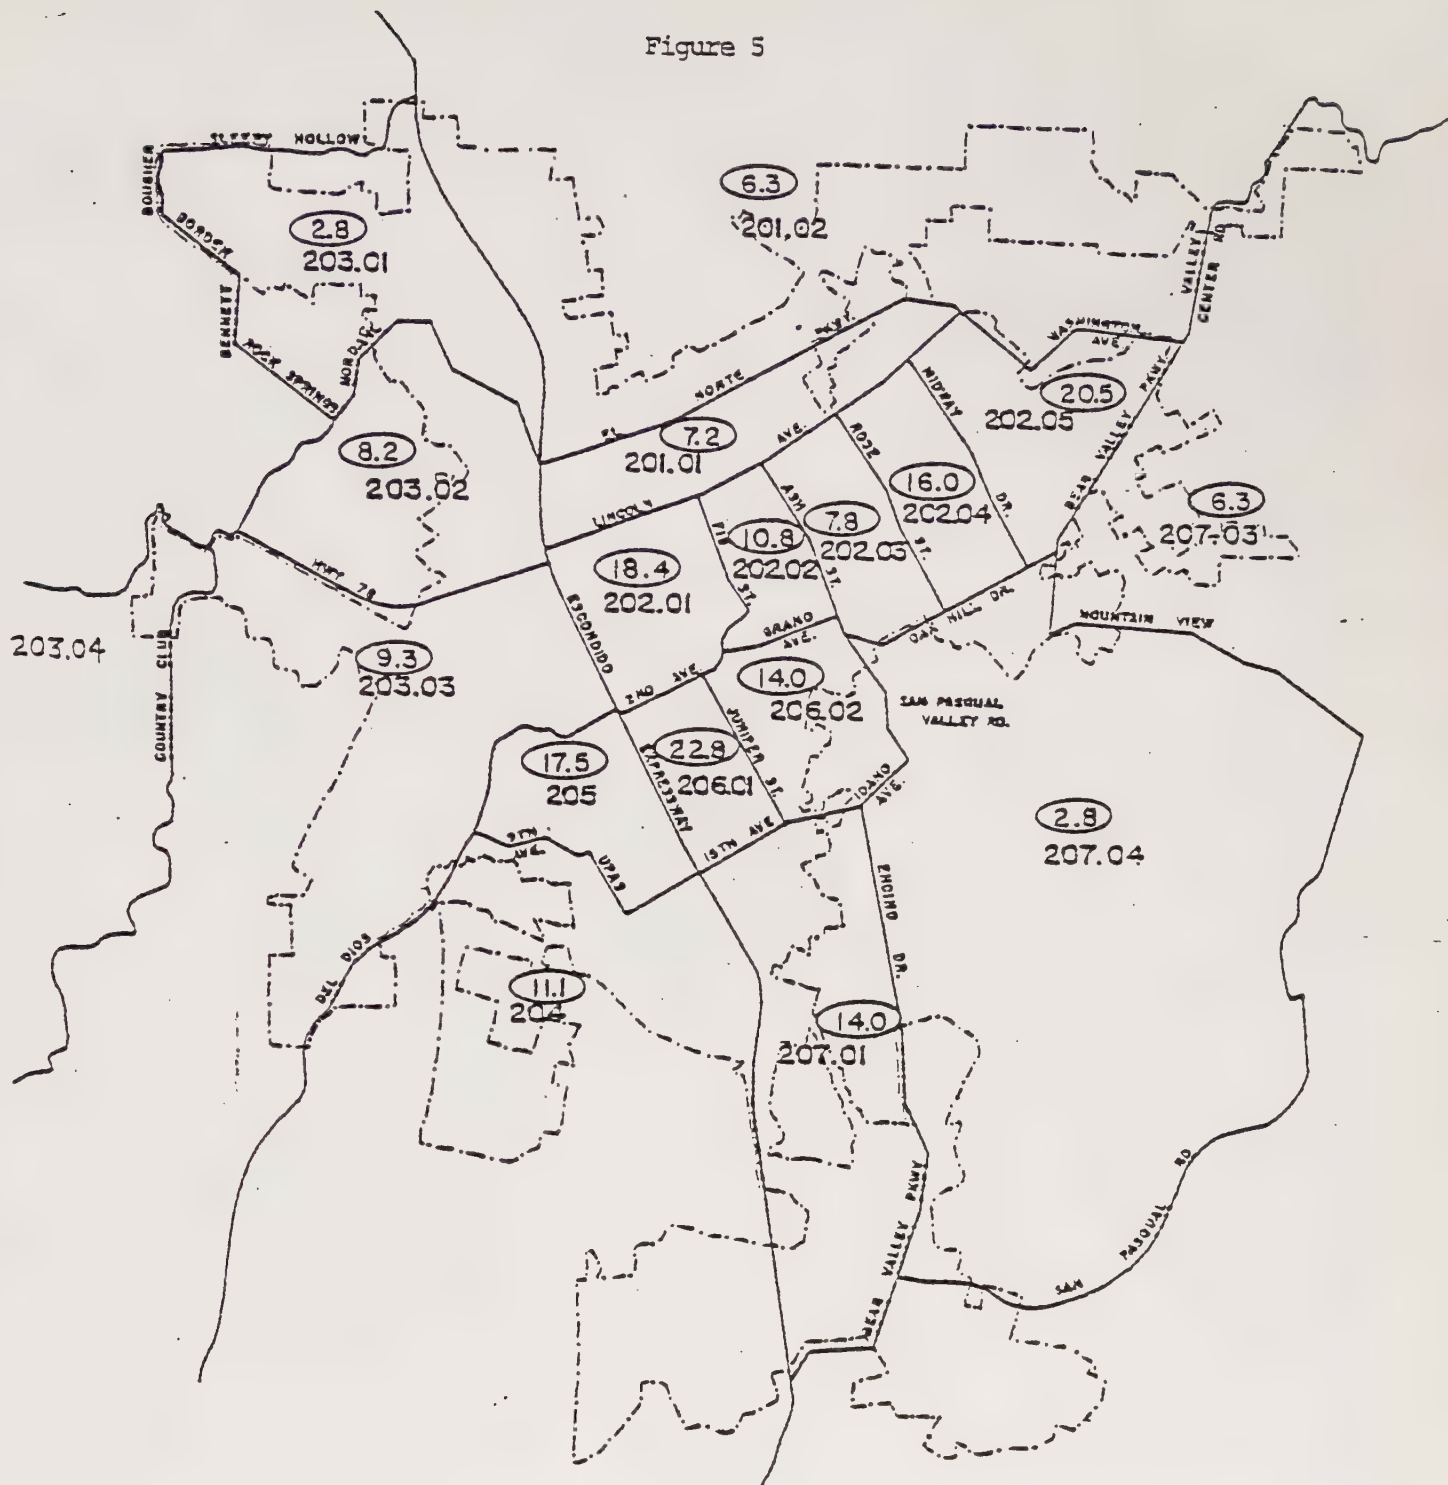 Figure 5
HOLLOW
BORDEN
BENNETT
ROCK SPRINGS
2.8
203.01
6.3
201.02
VALLEY
CENTER RD
WASHINGTON
AVE.
EL NORTE PKWY.
7.2
201.01
LINCOLN AVE.
MIDWAY DR.
20.5
202.05
BEAR VALLEY PKWY
8.2
203.02
HWY 78
ROSE ST.
16.0
202.04
ASH ST.
7.8
202.03
FIG ST.
10.8
202.02
6.3
207.03
18.4
202.01
ESCONDIDO
EXPRESSWAY
GRAND
AVE.
OAK HILL DR.
MOUNTAIN VIEW
203.04
COUNTRY CLUB
9.3
203.03
2ND AVE.
14.0
206.02
SAN PASQUAL
VALLEY RD.
JUNIPER ST.
17.5
205
22.8
206.01
IDAHO
AVE.
2.8
207.04
9TH
AVE.
UPAS
15TH AVE
ENCINO DR.
DEL DIOS
11.1
204
14.0
207.01
BEAR VALLEY PKWY
SAN PASQUAL RD